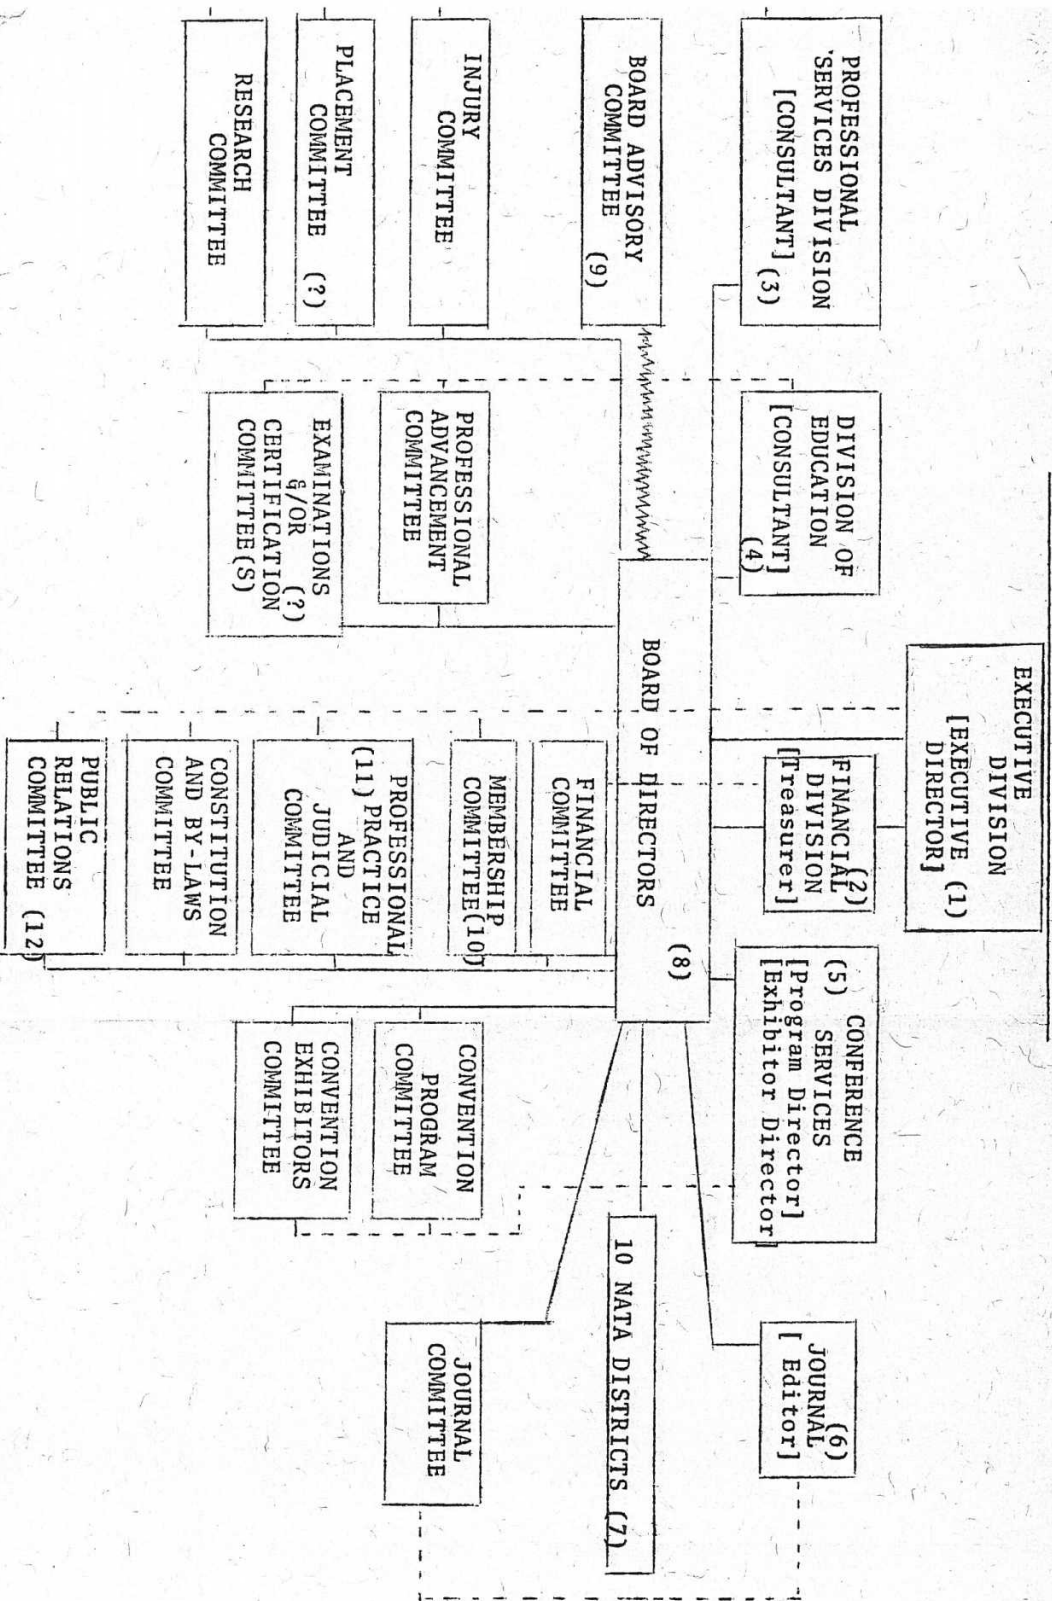 EXECUTIVE
DIVISION
[EXECUTIVE (1)
DIRECTOR]
PROFESSIONAL
SERVICES DIVISION
[CONSULTANT] (3)
DIVISION OF
EDUCATION
[CONSULTANT]
(4)
(2)
FINANCIAL
DIVISION
[Treasurer]
(5) CONFERENCE
SERVICES
[Program Director]
[Exhibitor Director]
(6)
JOURNAL
[ Editor]
BOARD ADVISORY
COMMITTEE
(9)
BOARD OF DIRECTORS
(8)
10 NATA DISTRICTS (7)
INJURY
COMMITTEE
PLACEMENT
COMMITTEE (?)
RESEARCH
COMMITTEE
PROFESSIONAL
ADVANCEMENT
COMMITTEE
EXAMINATIONS
&/OR (?)
CERTIFICATION
COMMITTEE(S)
FINANCIAL
COMMITTEE
MEMBERSHIP
COMMITTEE(10)
PROFESSIONAL
(11) PRACTICE
AND
JUDICIAL
COMMITTEE
CONSTITUTION
AND BY-LAWS
COMMITTEE
PUBLIC
RELATIONS
COMMITTEE (12)
CONVENTION
PROGRAM
COMMITTEE
CONVENTION
EXHIBITORS
COMMITTEE
JOURNAL
COMMITTEE